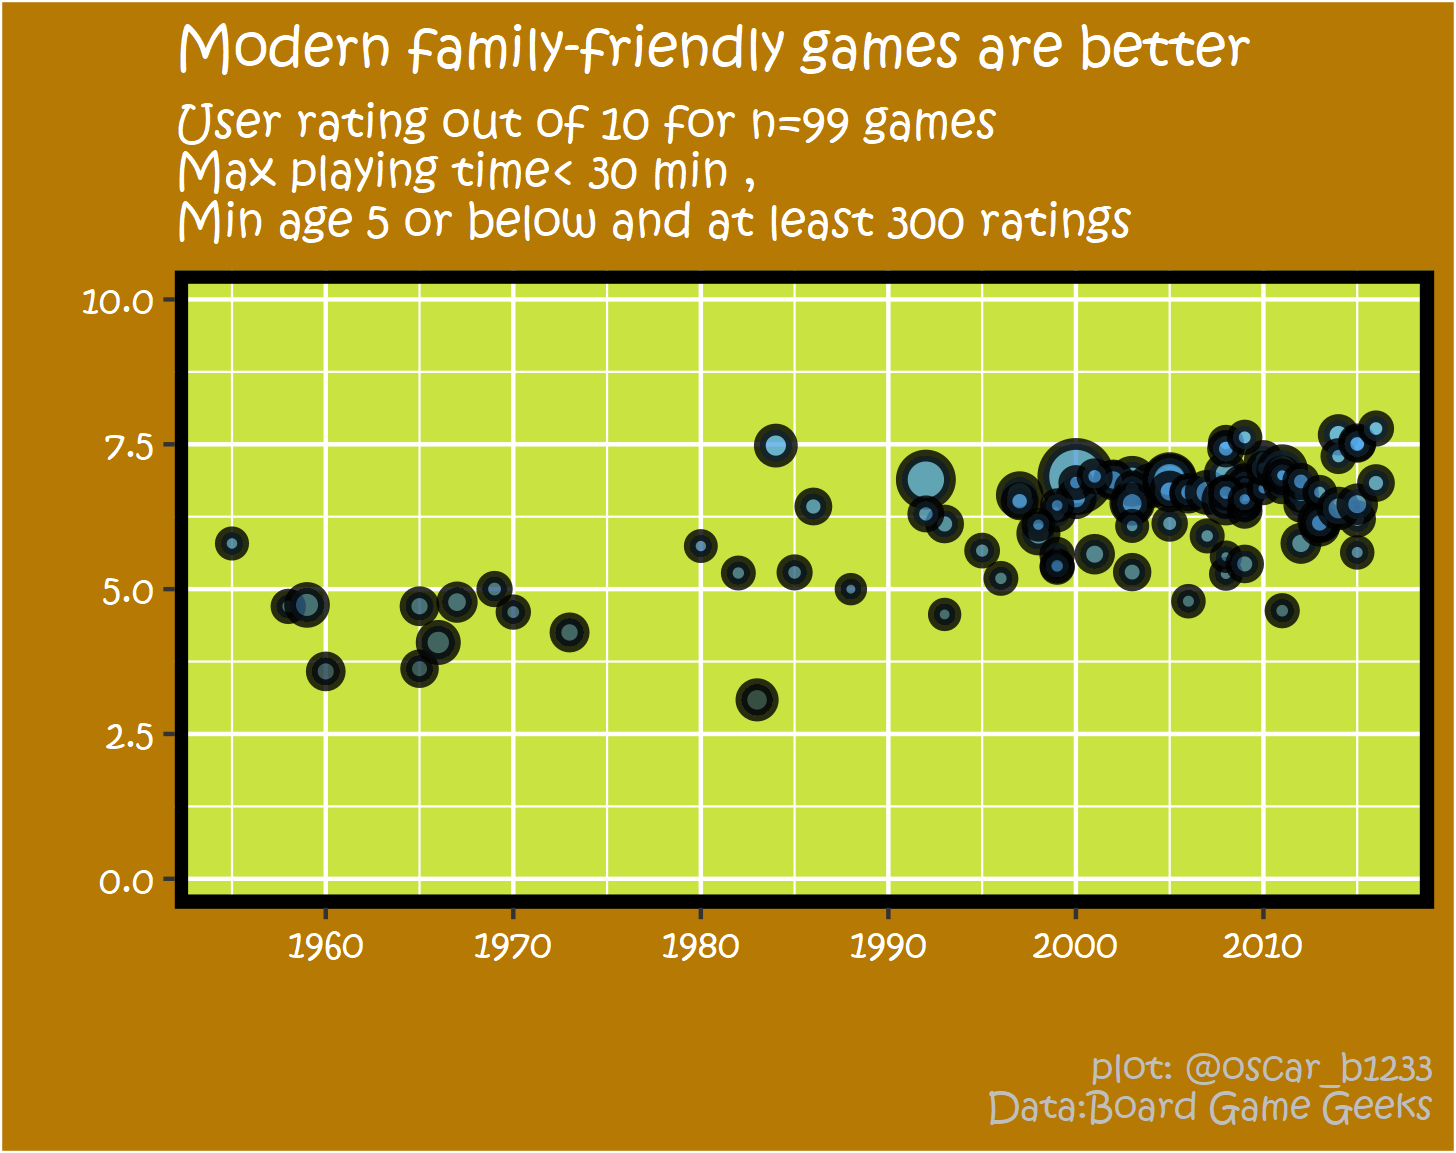 Modern family-friendly games are better
User rating out of 10 for n=99 games
Max playing time< 30 min ,
Min age 5 or below and at least 300 ratings
10.0
7.5
5.0
2.5
0.0
1960 1970 1980 1990 2000 2010
plot: @oscar_b1233
Data:Board Game Geeks